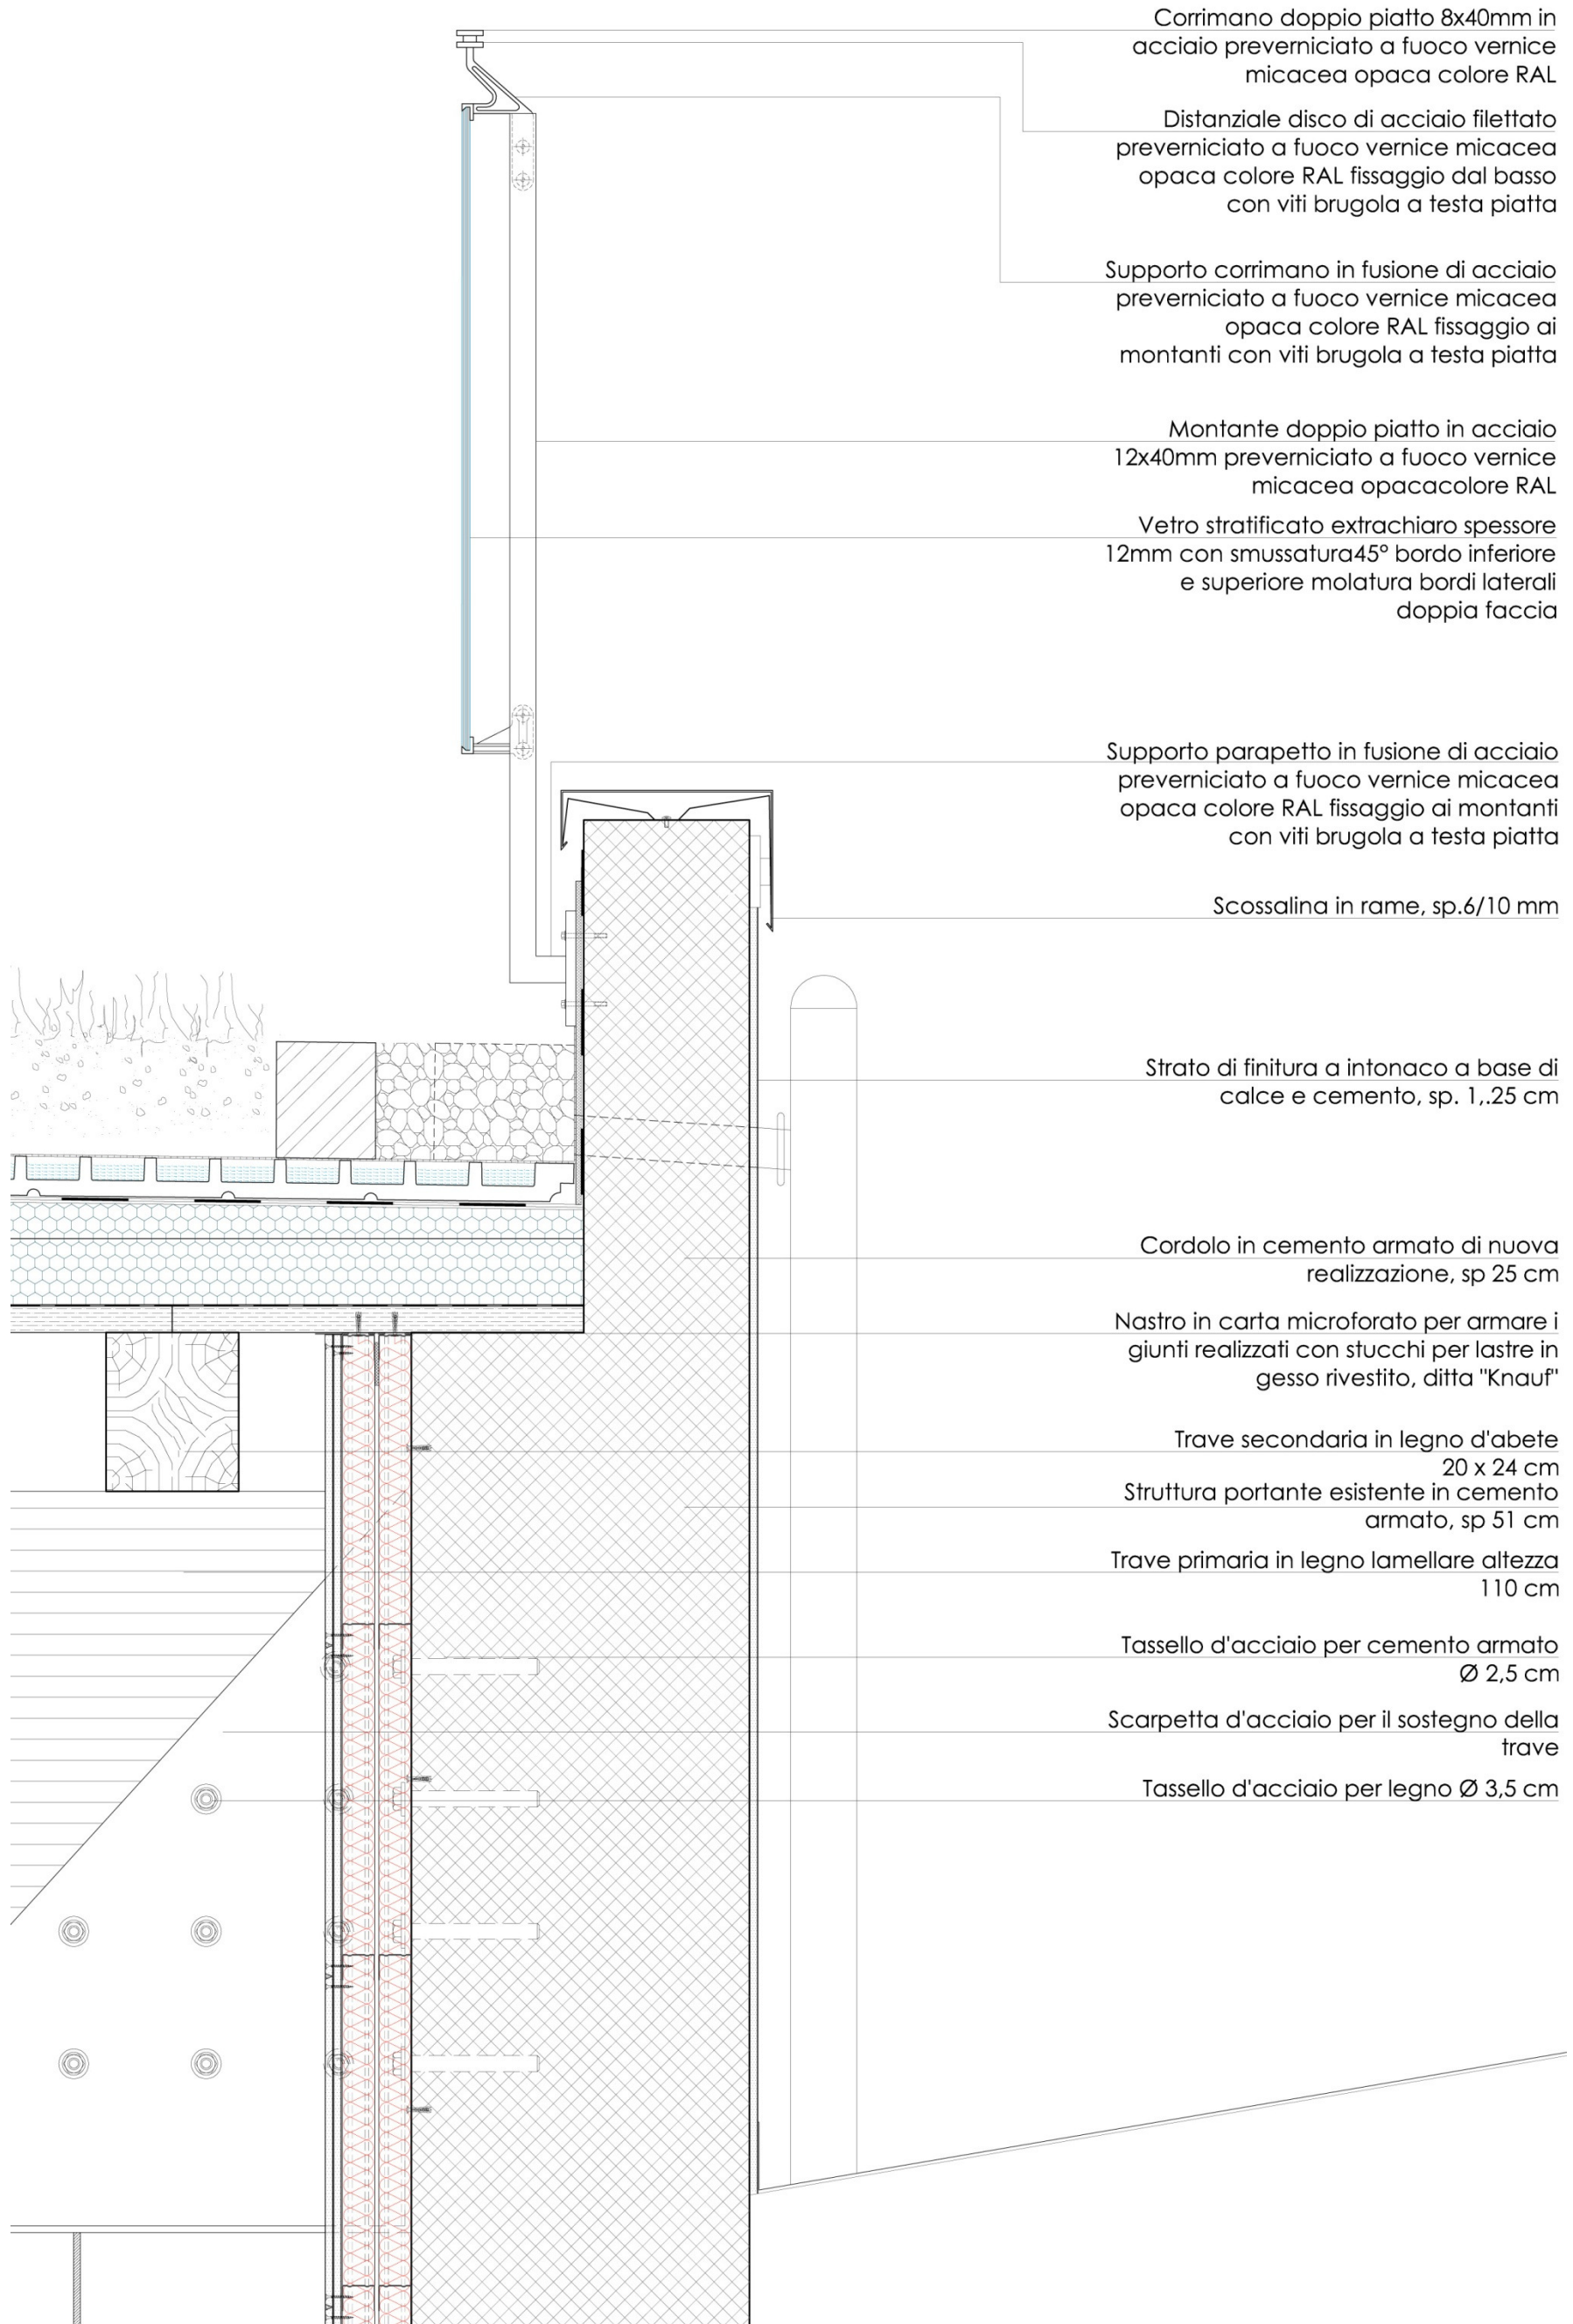 Corrimano doppio piatto 8x40mm in
acciaio preverniciato a fuoco vernice
micacea opaca colore RAL
Distanziale disco di acciaio filettato
preverniciato a fuoco vernice micacea
opaca colore RAL fissaggio dal basso
con viti brugola a testa piatta
Supporto corrimano in fusione di acciaio
preverniciato a fuoco vernice micacea
opaca colore RAL fissaggio ai
montanti con viti brugola a testa piatta
Montante doppio piatto in acciaio
12x40mm preverniciato a fuoco vernice
micacea opacacolore RAL
Vetro stratificato extrachiaro spessore
12mm con smussatura45° bordo inferiore
e superiore molatura bordi laterali
doppia faccia
Supporto parapetto in fusione di acciaio
preverniciato a fuoco vernice micacea
opaca colore RAL fissaggio ai montanti
con viti brugola a testa piatta
Scossalina in rame, sp.6/10 mm
Strato di finitura a intonaco a base di
calce e cemento, sp. 1,.25 cm
Cordolo in cemento armato di nuova
realizzazione, sp 25 cm
Nastro in carta microforato per armare i
giunti realizzati con stucchi per lastre in
gesso rivestito, ditta "Knauf"
Trave secondaria in legno d'abete
20 x 24 cm
Struttura portante esistente in cemento
armato, sp 51 cm
Trave primaria in legno lamellare altezza
110 cm
Tassello d'acciaio per cemento armato
Ø 2,5 cm
Scarpetta d'acciaio per il sostegno della
trave
Tassello d'acciaio per legno Ø 3,5 cm